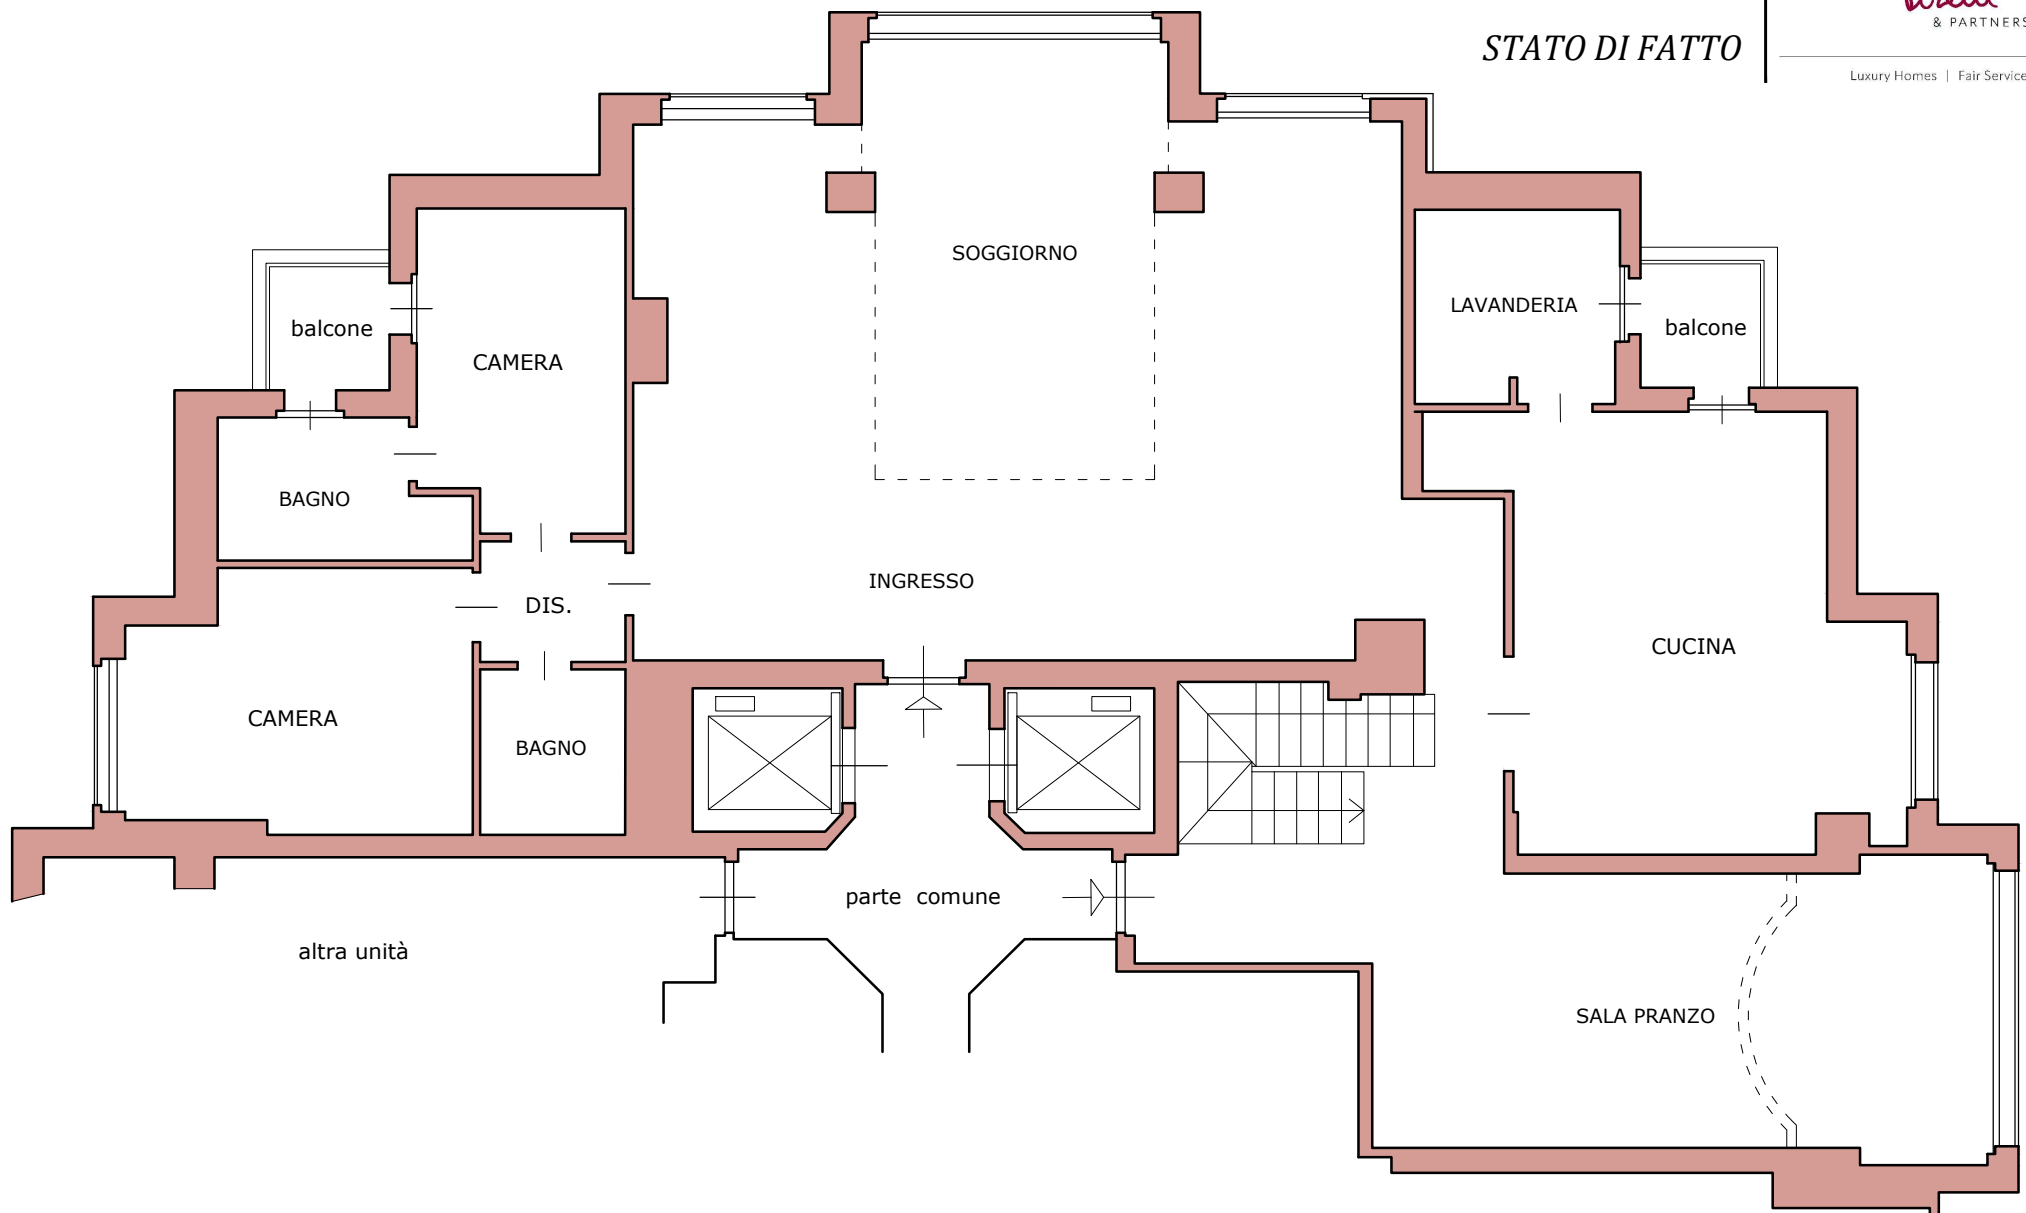 & PARTNERS
STATO DI FATTO
Luxury Homes | Fair Service
SOGGIORNO
LAVANDERIA
balcone
balcone
CAMERA
BAGNO
INGRESSO
DIS.
CUCINA
CAMERA
BAGNO
parte comune
altra unità
SALA PRANZO